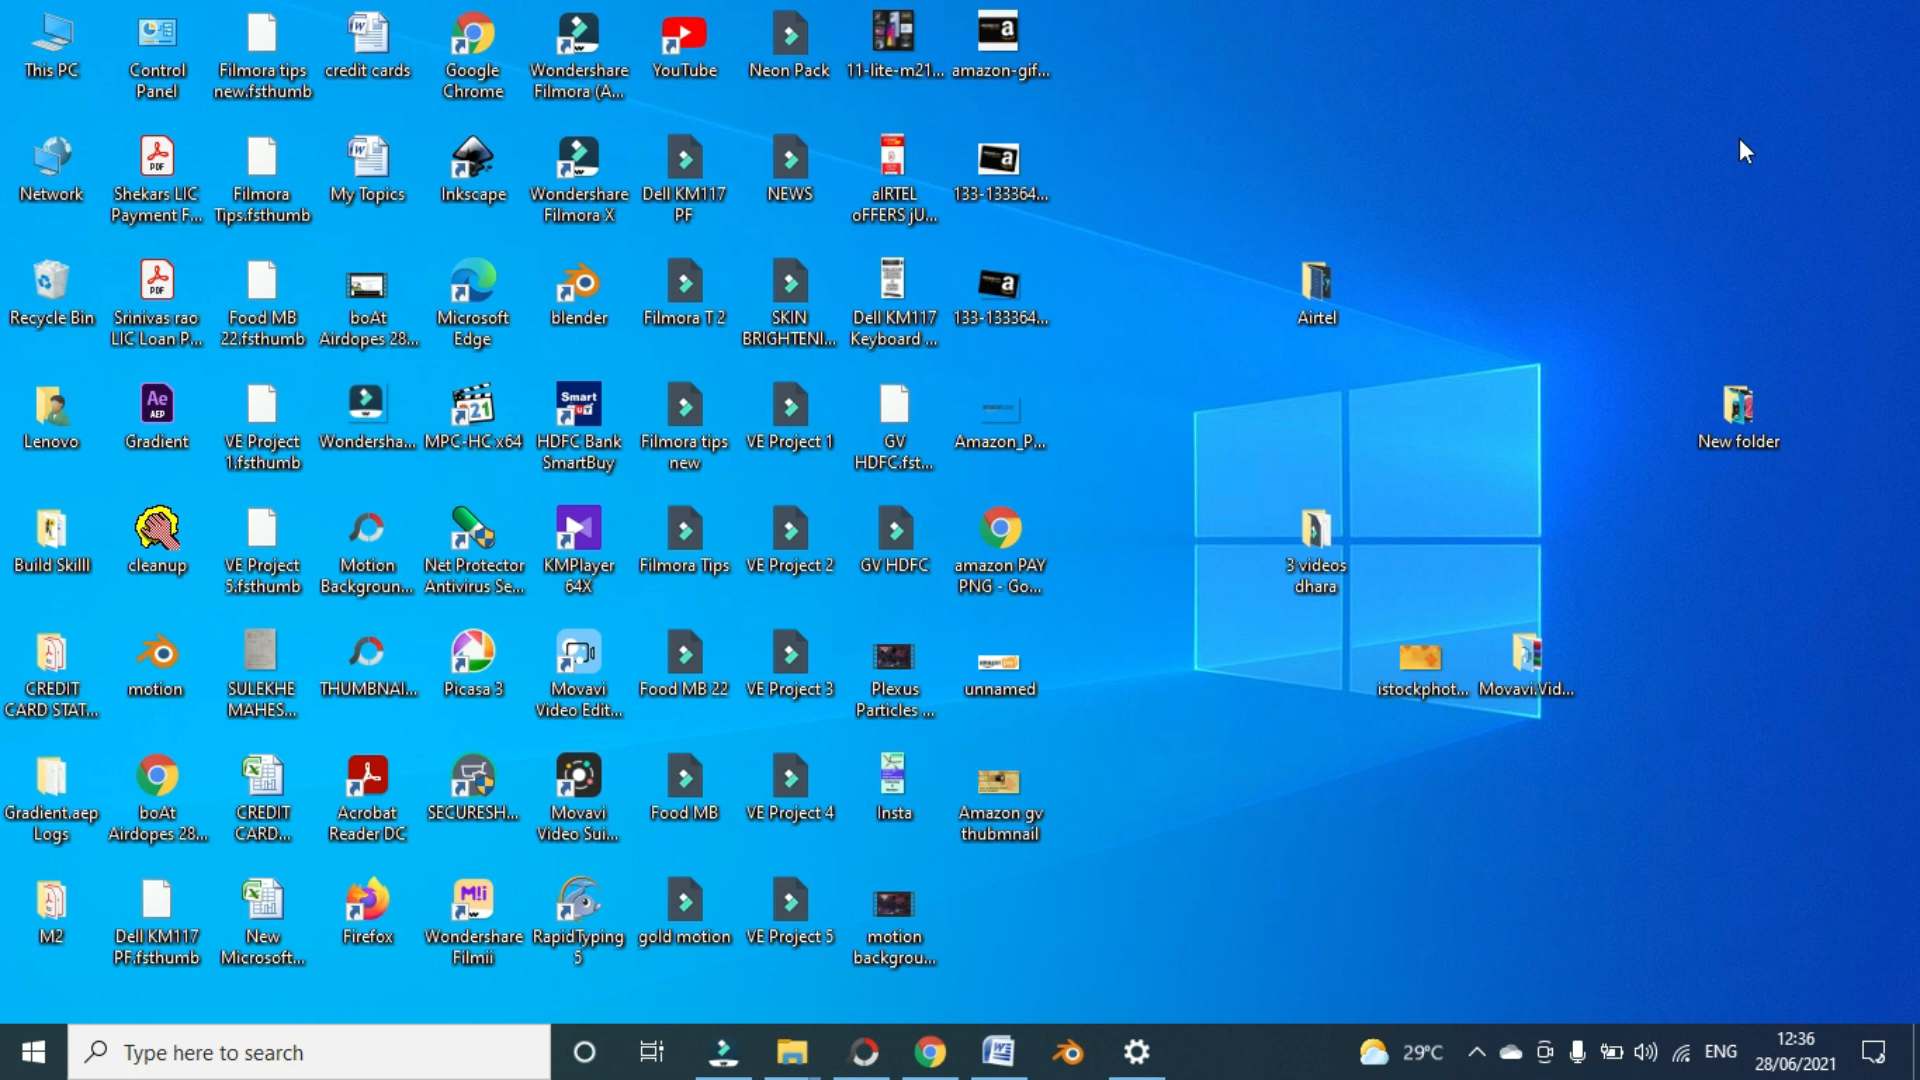 This PC
Control
Panel
Filmora tips
new.fsthumb
credit cards
Google
Chrome
Wondershare
Filmora (A...
YouTube
Neon Pack
11-lite-m21...
amazon-gif...
Network
Shekars LIC
Payment F...
Filmora
Tips.fsthumb
My Topics
Inkscape
Wondershare
Filmora X
Dell KM117
PF
NEWS
aIRTEL
oFFERS jU...
133-133364...
Recycle Bin
Srinivas rao
LIC Loan P...
Food MB
22.fsthumb
boAt
Airdopes 28...
Microsoft
Edge
blender
Filmora T 2
SKIN
BRIGHTENI...
Dell KM117
Keyboard ...
133-133364...
Airtel
Lenovo
Gradient
VE Project
1.fsthumb
Wondersha...
MPC-HC x64
HDFC Bank
SmartBuy
Filmora tips
new
VE Project 1
GV
HDFC.fst...
Amazon_P...
New folder
Build Skilll
cleanup
VE Project
5.fsthumb
Motion
Backgroun...
Net Protector
Antivirus Se...
KMPlayer
64X
Filmora Tips
VE Project 2
GV HDFC
amazon PAY
PNG - Go...
3 videos
dhara
CREDIT
CARD STAT...
motion
SULEKHE
MAHES...
THUMBNAI...
Picasa 3
Movavi
Video Edit...
Food MB 22
VE Project 3
Plexus
Particles ...
unnamed
istockphot...
Movavi.Vid...
Gradient.aep
Logs
boAt
Airdopes 28...
CREDIT
CARD...
Acrobat
Reader DC
SECURESH...
Movavi
Video Sui...
Food MB
VE Project 4
Insta
Amazon gv
thubmnail
M2
Dell KM117
PF.fsthumb
New
Microsoft...
Firefox
Wondershare
Filmii
RapidTyping
5
gold motion
VE Project 5
motion
backgrou...
Type here to search
29°C
ENG
12:36
28/06/2021